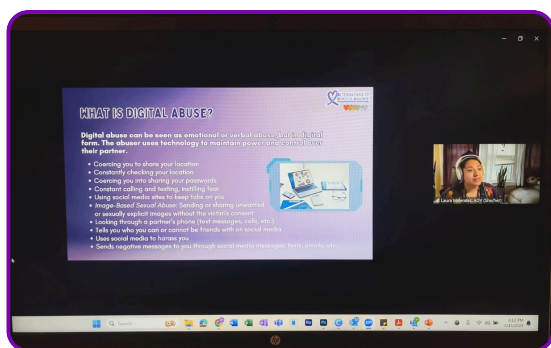 WHAT IS DIGITAL ABUSE?
Digital abuse can be seen as emotional or verbal abuse, but in digital
form. The abuser uses technology to maintain power and control over
their partner.
Coercing you to share your location
Constantly checking your location
Coercing you into sharing your passwords
Constant calling and texting, instilling fear
Using social media sites to keep tabs on you
Image-Based Sexual Abuse: Sending or sharing unwanted
or sexually explicit images without the victim's consent
Looking through a partner's phone (text messages, calls, etc.)
Tells you who you can or cannot be friends with on social media
Uses social media to harass you
Sends negative messages to you through social media messages, texts, emails, etc.
Search
hp